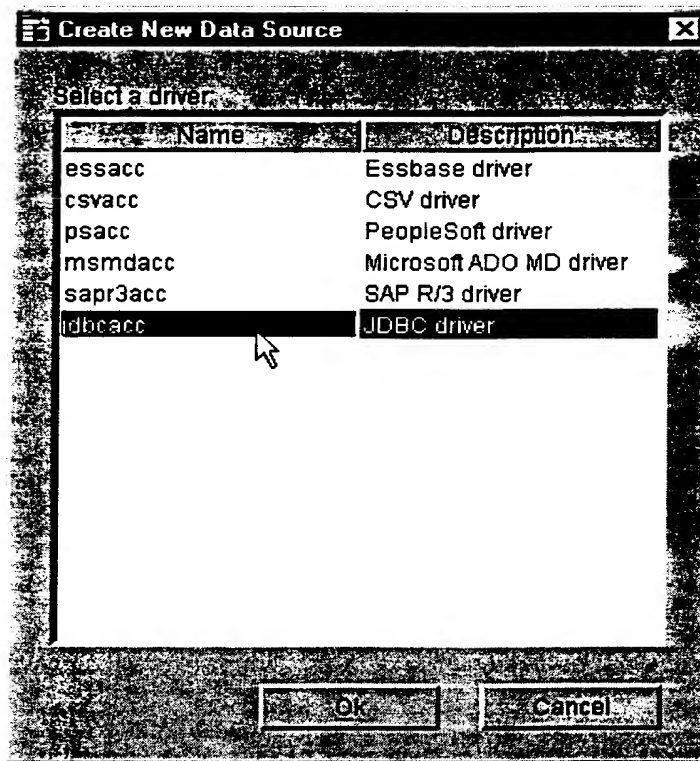 Create New Data Source
Select a driver:
Name Description
essacc Essbase driver
csvacc CSV driver
psacc PeopleSoft driver
msmdacc Microsoft ADO MD driver
sapr3acc SAP R/3 driver
jdbcacc JDBC driver
Ok Cancel